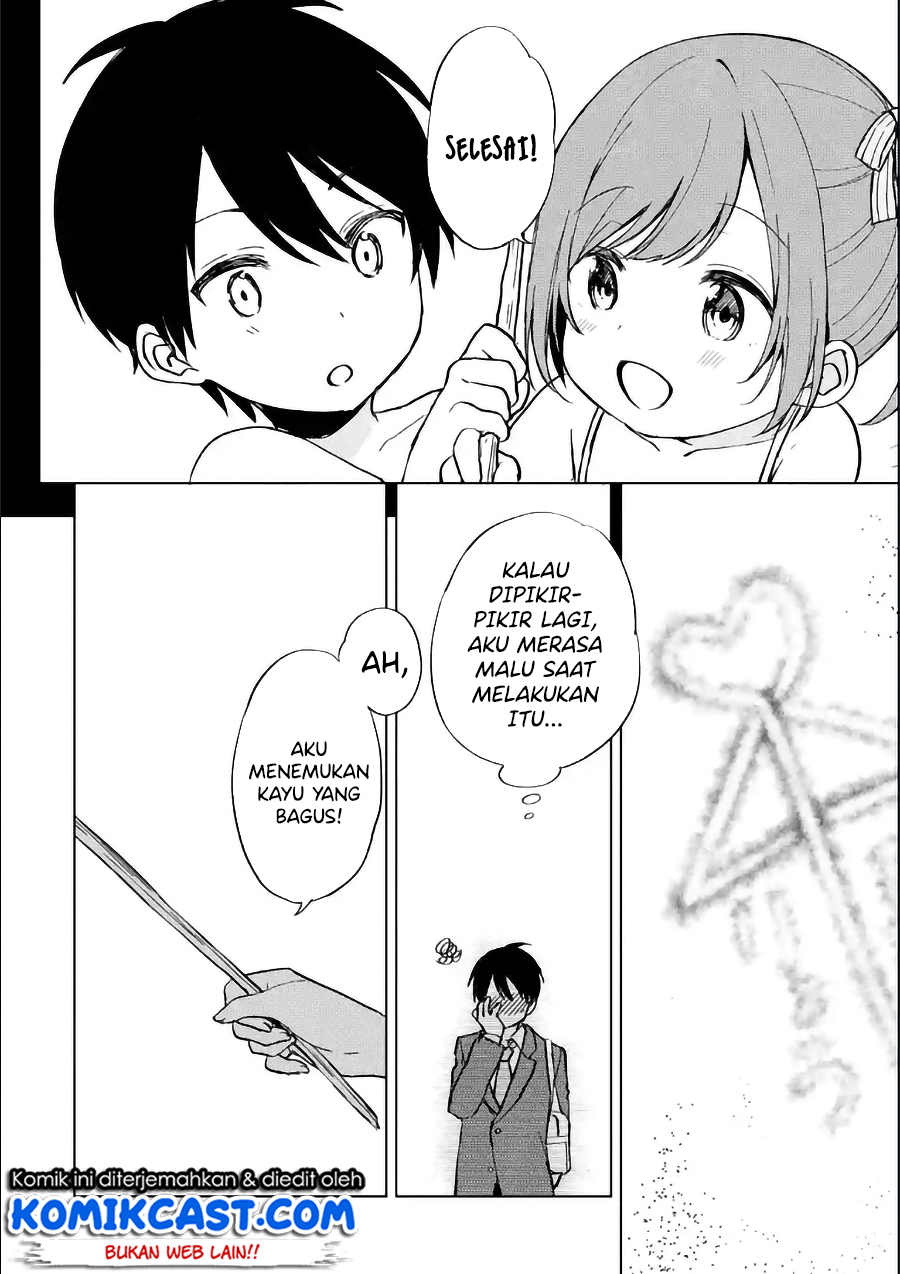 SELESAI!
KALAU
DIPIKIR-
PIKIR LAGI,
AKU MERASA
MALU SAAT
MELAKUKAN
ITU...
AH,
AKU
MENEMUKAN
KAYU YANG
BAGUS!
Komik ini diterjemahkan & diedit oleh
KOMIKCAST.COM
BUKAN WEB LAIN!!